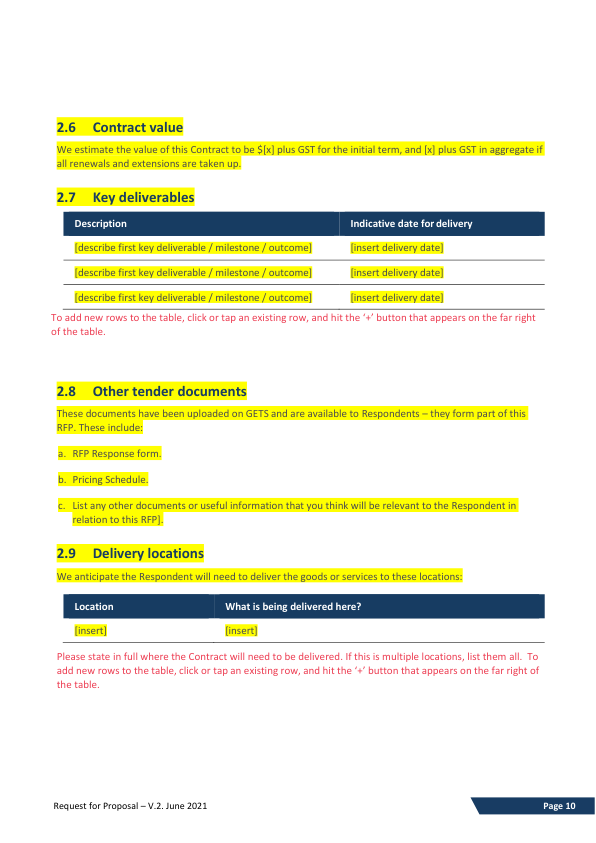 2.6 Contract value
We estimate the value of this Contract to be $[x] plus GST for the initial term, and [x] plus GST in aggregate if
all renewals and extensions are taken up.
2.7 Key deliverables
Description Indicative date for delivery
[describe first key deliverable / milestone / outcome] [insert delivery date]
[describe first key deliverable / milestone / outcome] [insert delivery date]
[describe first key deliverable / milestone / outcome] [insert delivery date]
To add new rows to the table, click or tap an existing row, and hit the ‘+’ button that appears on the far right
of the table.
2.8 Other tender documents
These documents have been uploaded on GETS and are available to Respondents – they form part of this
RFP. These include:
a. RFP Response form.
b. Pricing Schedule.
c. List any other documents or useful information that you think will be relevant to the Respondent in
relation to this RFP].
2.9 Delivery locations
We anticipate the Respondent will need to deliver the goods or services to these locations:
Location What is being delivered here?
[insert] [insert]
Please state in full where the Contract will need to be delivered. If this is multiple locations, list them all. To
add new rows to the table, click or tap an existing row, and hit the ‘+’ button that appears on the far right of
the table.
Request for Proposal – V.2. June 2021 Page 10